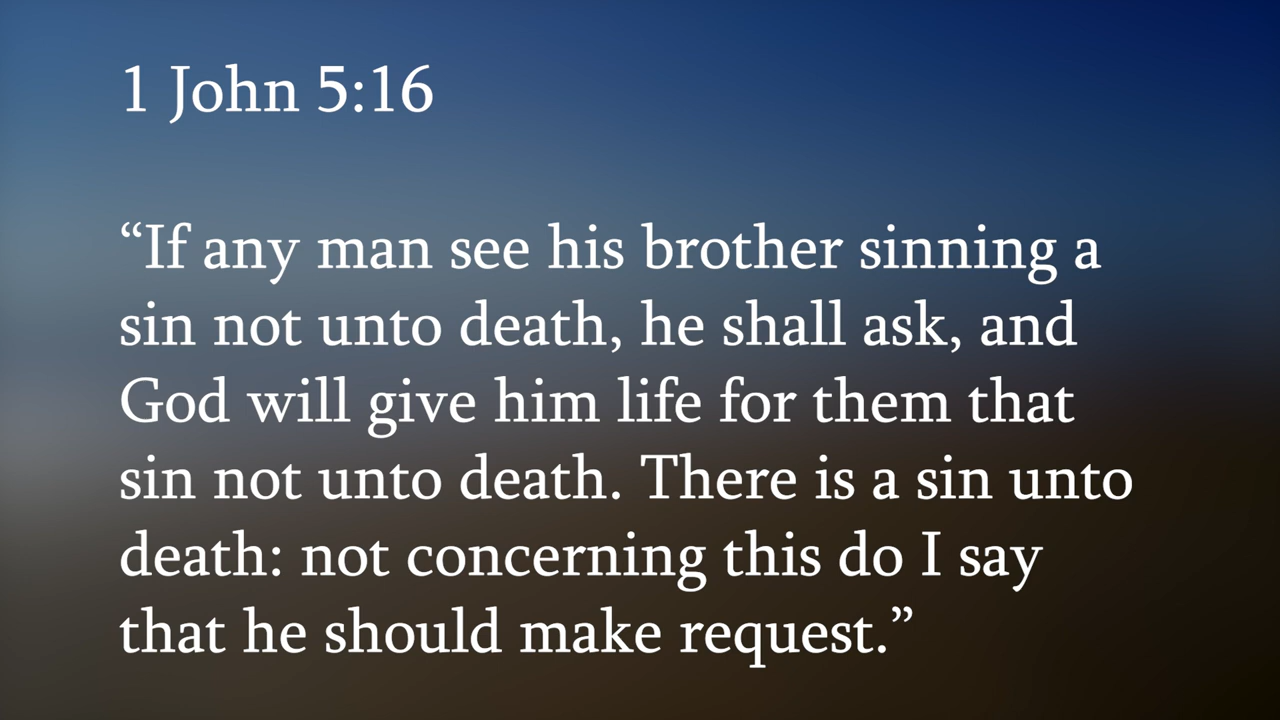 1 John 5:16
“If any man see his brother sinning a
sin not unto death, he shall ask, and
God will give him life for them that
sin not unto death. There is a sin unto
death: not concerning this do I say
that he should make request.”